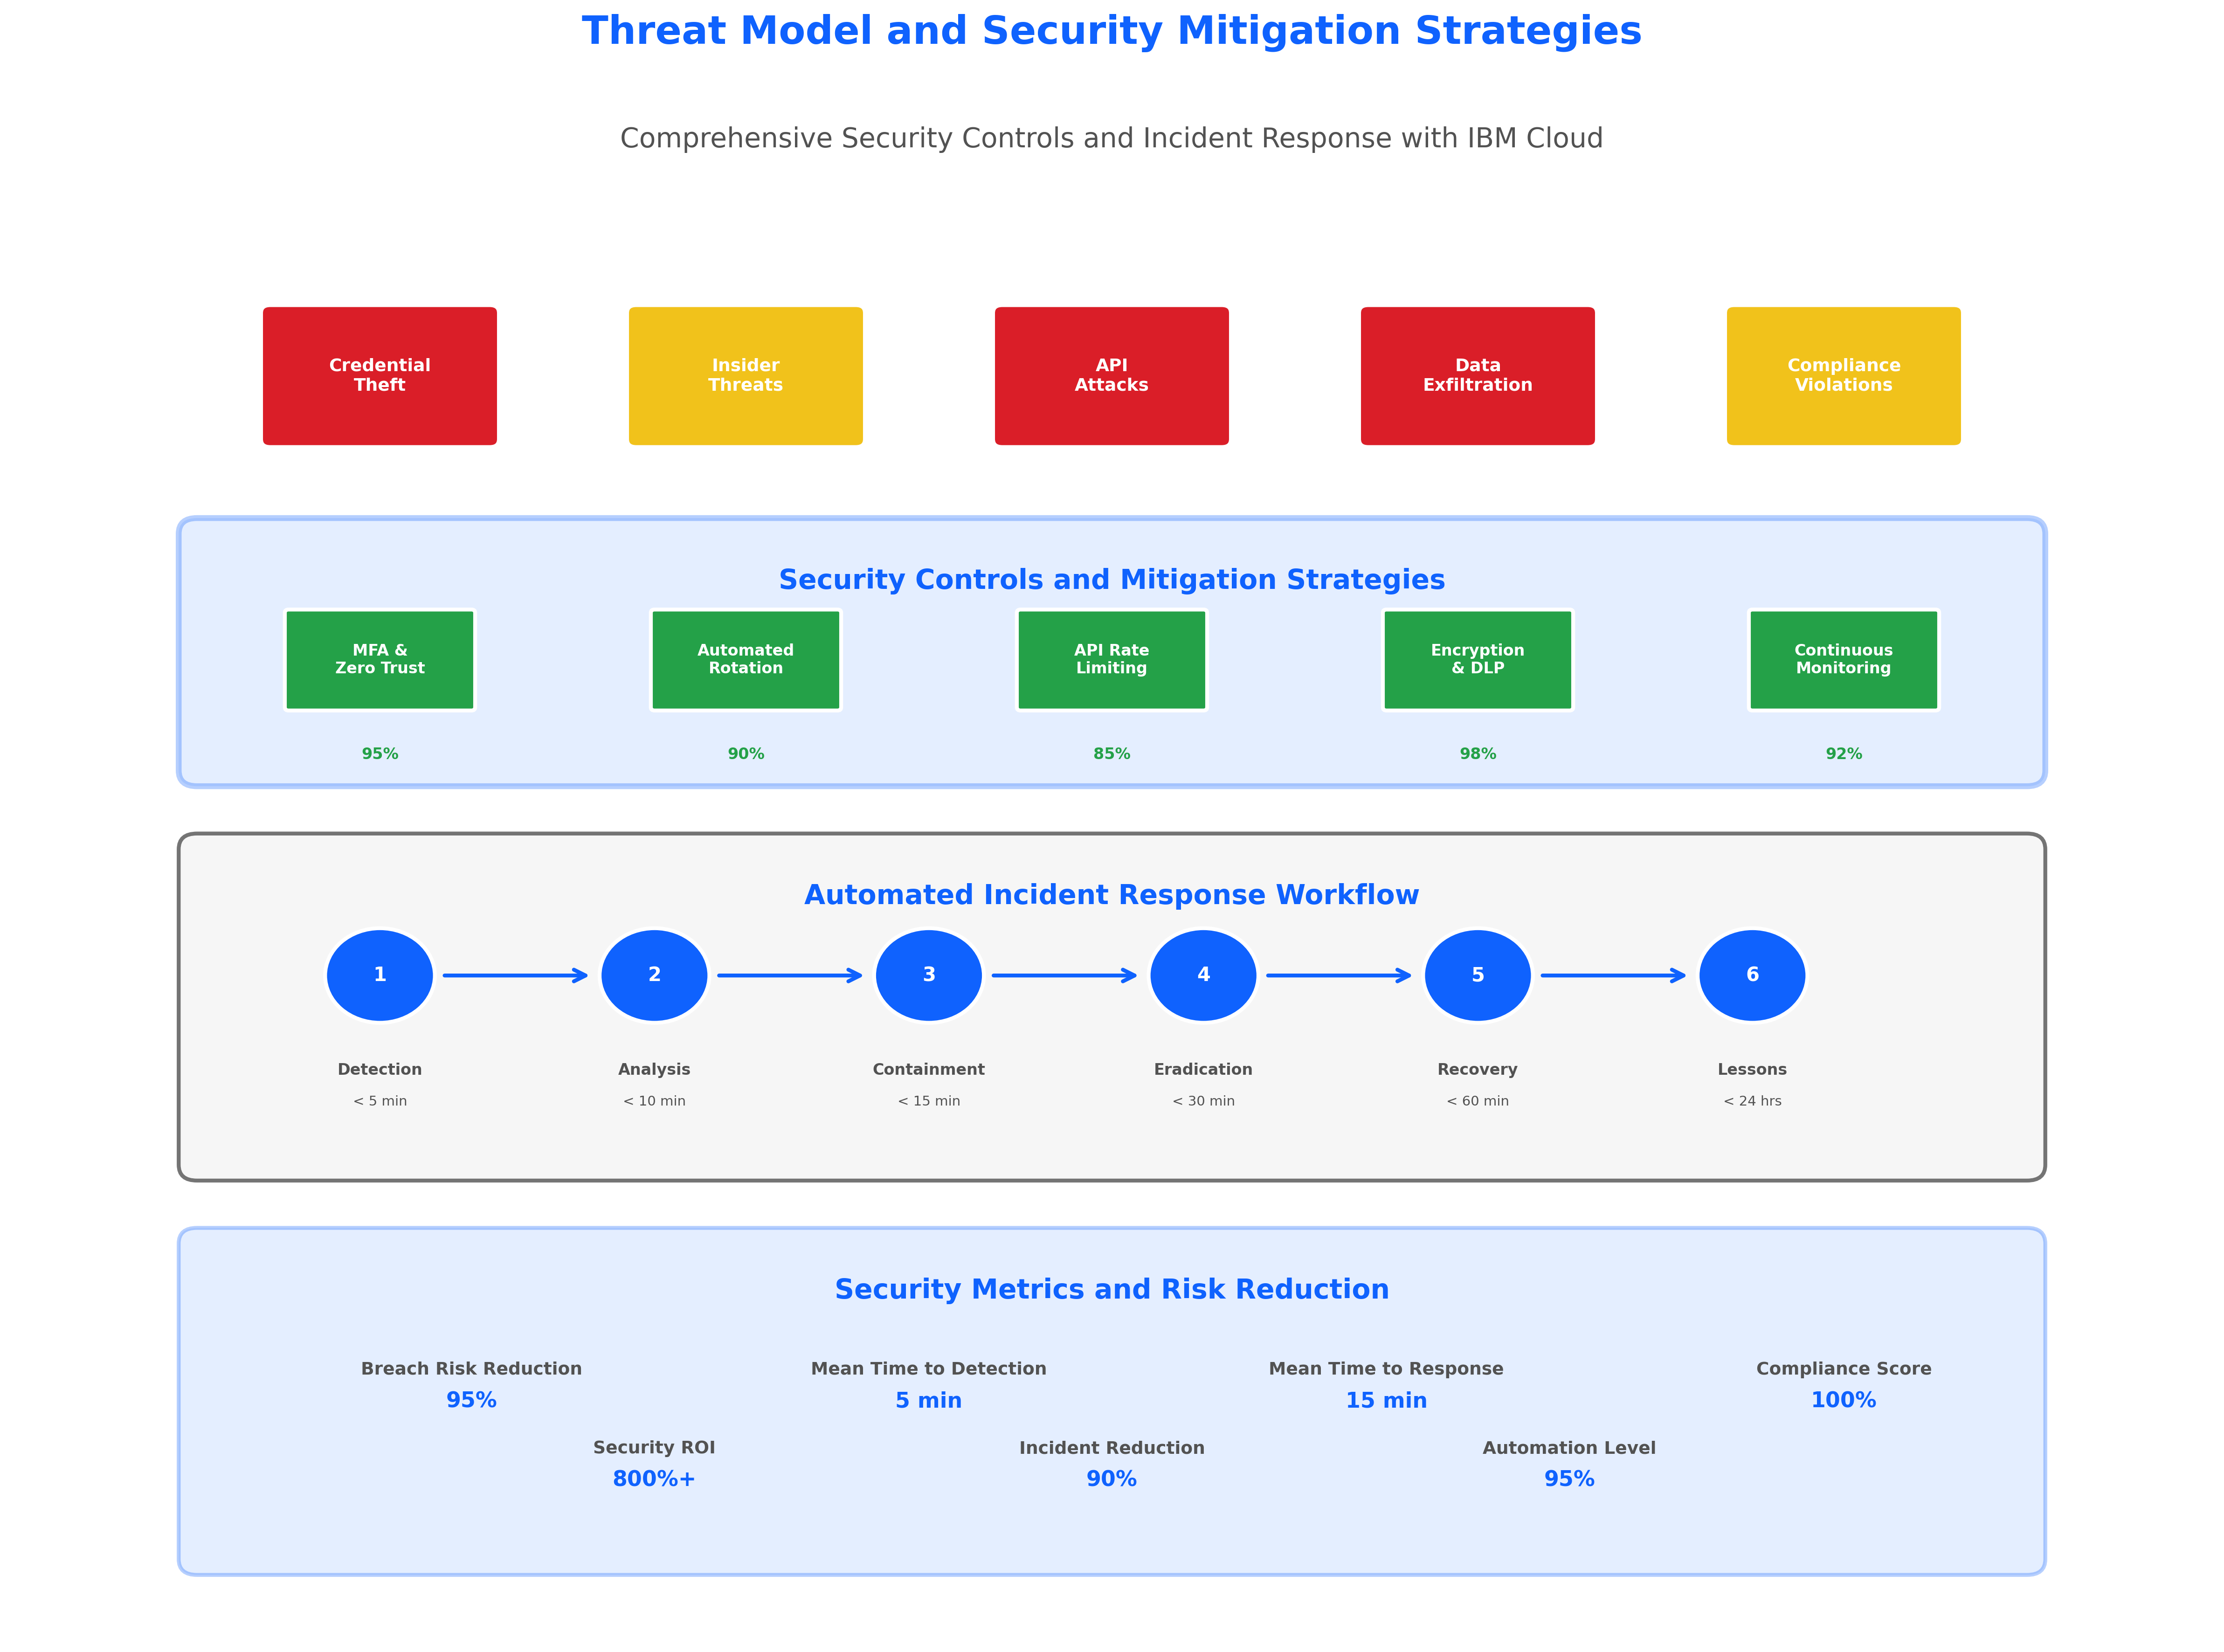 Threat Model and Security Mitigation Strategies
Comprehensive Security Controls and Incident Response with IBM Cloud
Credential
Theft
Insider
Threats
API
Attacks
Data
Exfiltration
Compliance
Violations
Security Controls and Mitigation Strategies
MFA &
Zero Trust
Automated
Rotation
API Rate
Limiting
Encryption
& DLP
Continuous
Monitoring
95%
90%
85%
98%
92%
Automated Incident Response Workflow
1
2
3
4
5
6
Detection
Analysis
Containment
Eradication
Recovery
Lessons
< 5 min
< 10 min
< 15 min
< 30 min
< 60 min
< 24 hrs
Security Metrics and Risk Reduction
Breach Risk Reduction
95%
Mean Time to Detection
5 min
Mean Time to Response
15 min
Compliance Score
100%
Security ROI
800%+
Incident Reduction
90%
Automation Level
95%